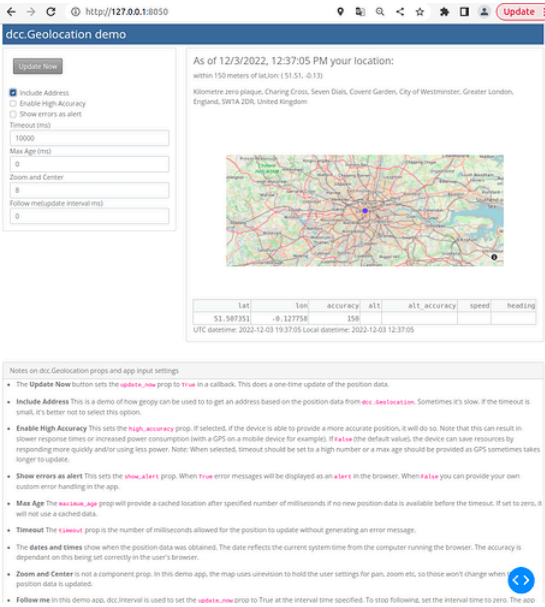 http://127.0.0.1:8050
Update
dcc.Geolocation demo
Update Now
Include Address
Enable High Accuracy
Show errors as alert
Timeout (ms)
10000
Max Age (ms)
0
Zoom and Center
8
Follow me(update interval ms)
0
As of 12/3/2022, 12:37:05 PM your location:
within 150 meters of lat,lon: ( 51.51, -0.13)
Kilometre zero plaque, Charing Cross, Seven Dials, Covent Garden, City of Westminster, Greater London,
England, SW1A 2DR, United Kingdom
lat lon accuracy alt alt_accuracy speed heading
51.507351 -0.127758 150
UTC datetime: 2022-12-03 19:37:05 Local datetime: 2022-12-03 12:37:05
Notes on dcc.Geolocation props and app input settings
The Update Now button sets the update_now prop to True in a callback. This does a one-time update of the position data.
Include Address This is a demo of how geopy can be used to to get an address based on the position data from dcc.Geolocation. Sometimes it's slow. If the timeout is
small, it's better not to select this option.
Enable High Accuracy This sets the high_accuracy prop. If selected, if the device is able to provide a more accurate position, it will do so. Note that this can result in
slower response times or increased power consumption (with a GPS on a mobile device for example). If False (the default value), the device can save resources by
responding more quickly and/or using less power. Note: When selected, timeout should be set to a high number or a max age should be provided as GPS sometimes takes
longer to update.
Show errors as alert This sets the show_alert prop. When True error messages will be displayed as an alert in the browser. When False you can provide your own
custom error handling in the app.
Max Age The maximum_age prop will provide a cached location after specified number of milliseconds if no new position data is available before the timeout. If set to zero, it
will not use a cached data.
Timeout The timeout prop is the number of milliseconds allowed for the position to update without generating an error message.
The dates and times show when the position data was obtained. The date reflects the current system time from the computer running the browser. The accuracy is
dependant on this being set correctly in the user's browser.
Zoom and Center is not a component prop. In this demo app, the map uses uirevision to hold the user settings for pan, zoom etc, so those won't change when
position data is updated.
Follow me In this demo app, dcc.Interval is used to set the update_now prop to True at the interval time specified. To stop following, set the interval time to zero. The app